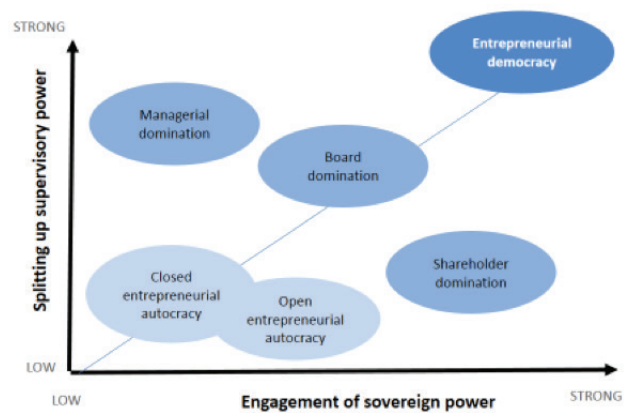 STRONG
Splitting up supervisory power
Entrepreneurial
democracy
Managerial
domination
Board
domination
Shareholder
domination
Closed
entrepreneurial
autocracy
Open
entrepreneurial
autocracy
LOW
LOW
Engagement of sovereign power
STRONG